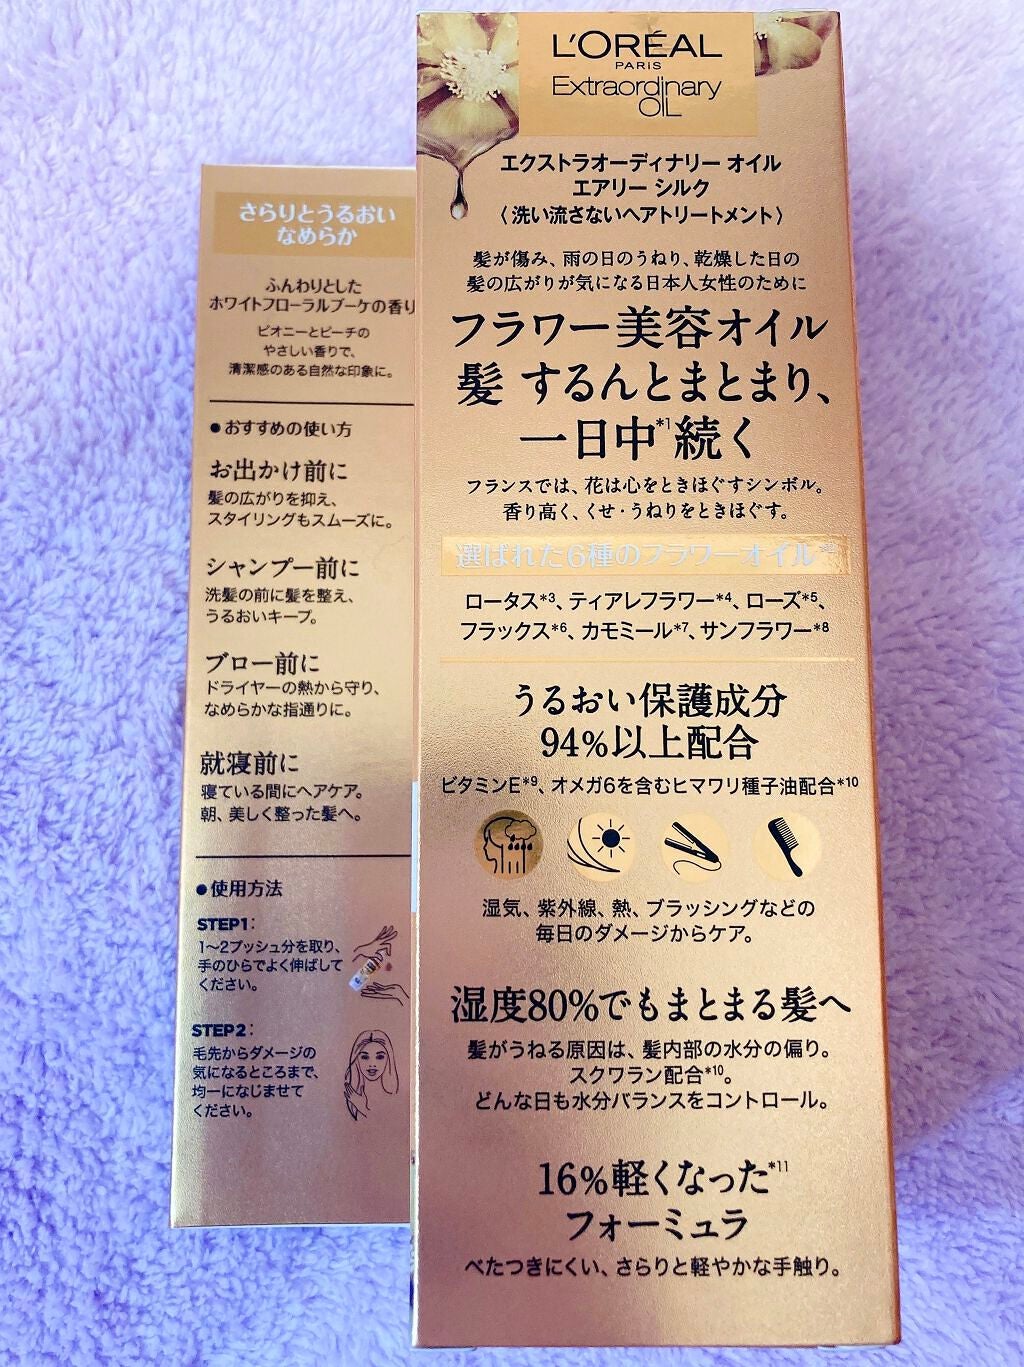 L'ORÉAL
PARIS
Extraordinary
OIL
エクストラオーディナリー オイル
エアリー シルク
〈洗い流さないヘアトリートメント〉
髪が傷み、雨の日のうねり、乾燥した日の
髪の広がりが気になる日本人女性のために
フラワー美容オイル
髪 するんとまとまり、
一日中*1続く
フランスでは、花は心をときほぐすシンボル。
香り高く、くせ・うねりをときほぐす。
選ばれた6種のフラワーオイル*2
ロータス*3、ティアレフラワー*4、ローズ*5、
フラックス*6、カモミール*7、サンフラワー*8
うるおい保護成分
94%以上配合
ビタミンE*9、オメガ6を含むヒマワリ種子油配合*10
湿気、紫外線、熱、ブラッシングなどの
毎日のダメージからケア。
湿度80%でもまとまる髪へ
髪がうねる原因は、髪内部の水分の偏り。
スクワラン配合*10。
どんな日も水分バランスをコントロール。
16%軽くなった*11
フォーミュラ
べたつきにくい、さらりと軽やかな手触り。
さらりとうるおい
なめらか
ふんわりとした
ホワイトフローラルブーケの香り
ピオニーとピーチの
やさしい香りで、
清潔感のある自然な印象に。
●おすすめの使い方
お出かけ前に
髪の広がりを抑え、
スタイリングもスムーズに。
シャンプー前に
洗髪の前に髪を整え、
うるおいキープ。
ブロー前に
ドライヤーの熱から守り、
なめらかな指通りに。
就寝前に
寝ている間にヘアケア。
朝、美しく整った髪へ。
●使用方法
STEP1:
1〜2プッシュ分を取り、
手のひらでよく伸ばして
ください。
STEP2:
毛先からダメージの
気になるところまで、
均一になじませて
ください。